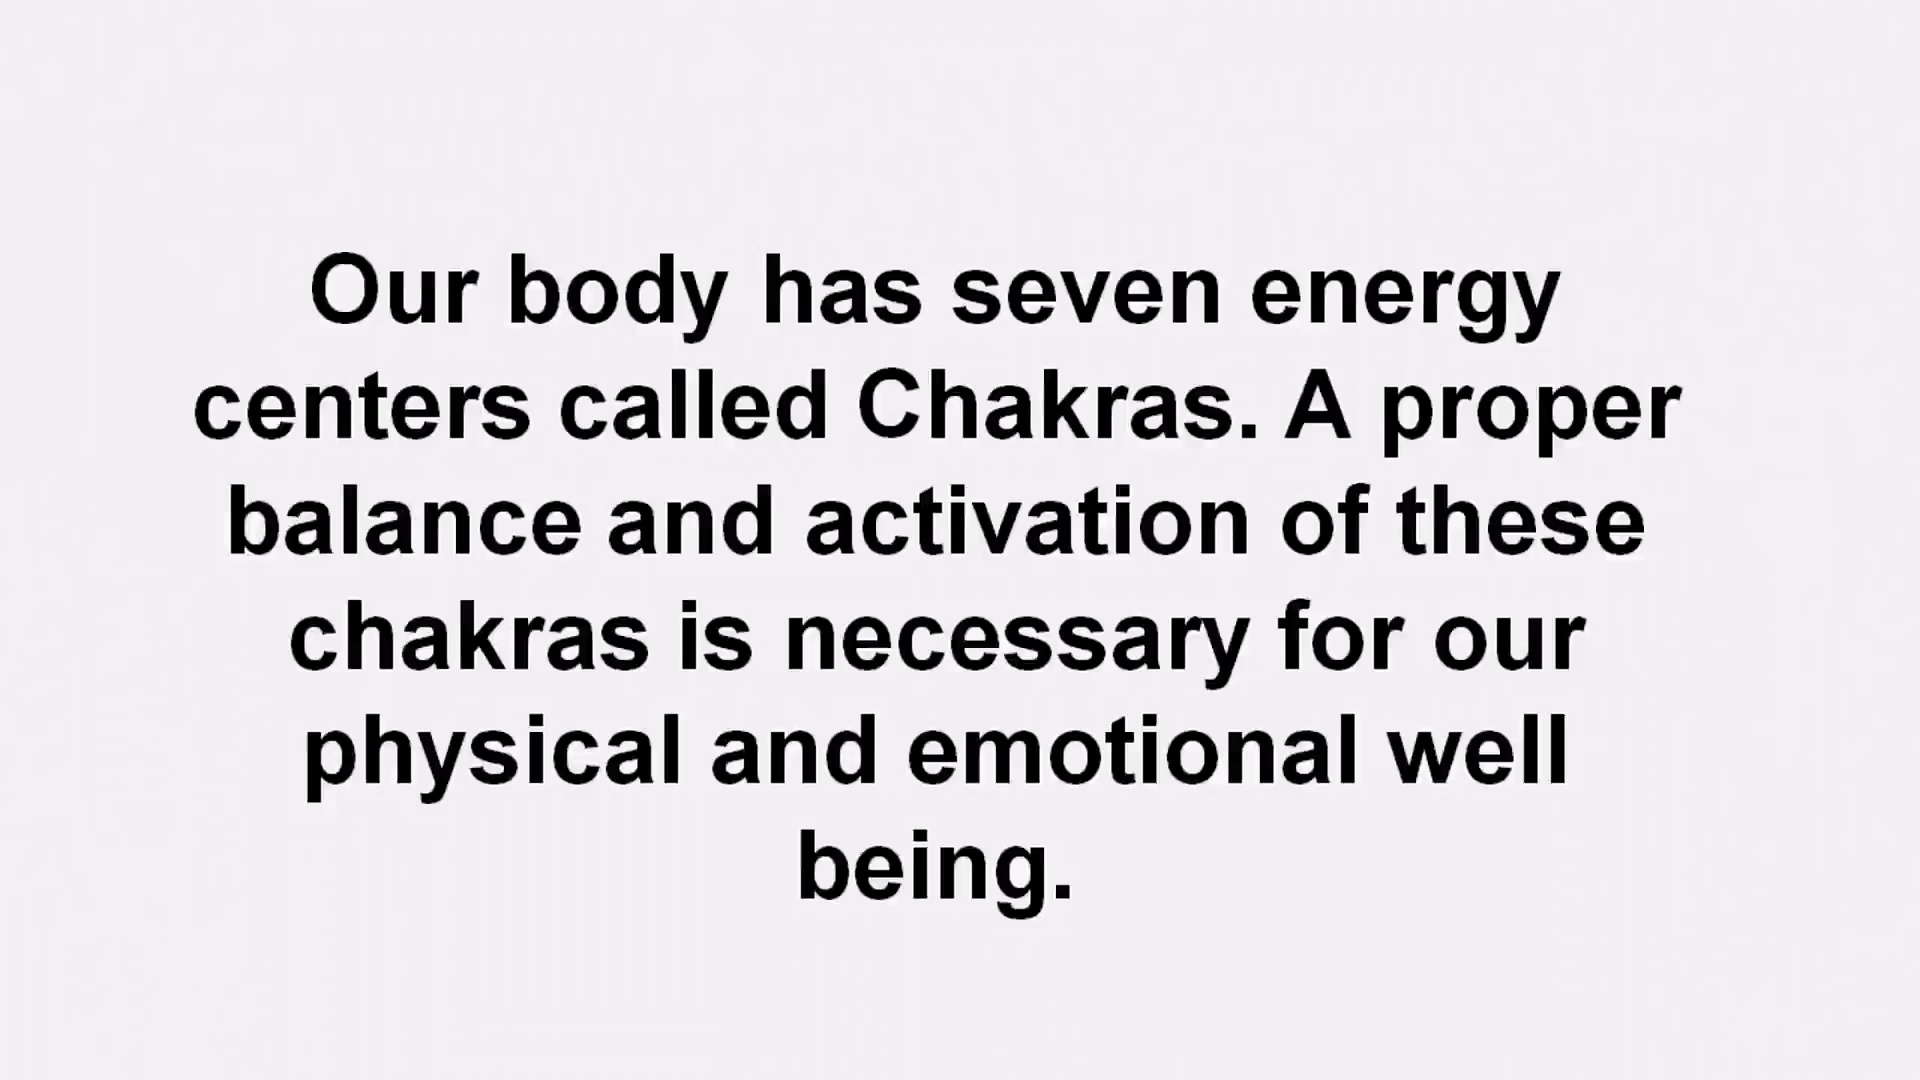 Our body has seven energy
centers called Chakras. A proper
balance and activation of these
chakras is necessary for our
physical and emotional well
being.